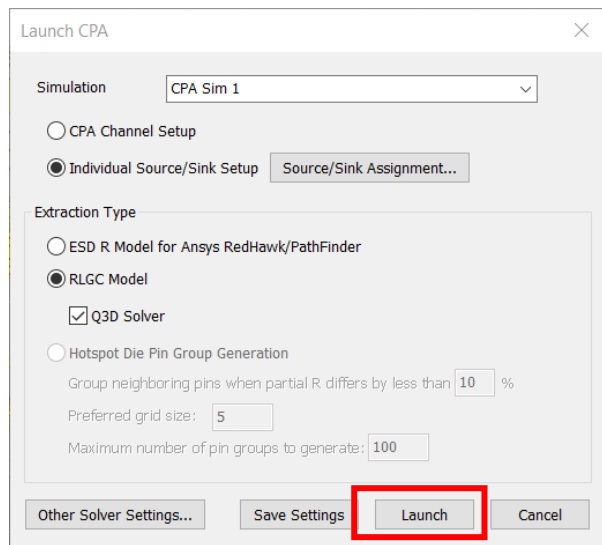 Launch CPA
Simulation CPA Sim 1
CPA Channel Setup
Individual Source/Sink Setup Source/Sink Assignment...
Extraction Type
ESD R Model for Ansys RedHawk/PathFinder
RLGC Model
Q3D Solver
Hotspot Die Pin Group Generation
Group neighboring pins when partial R differs by less than 10 %
Preferred grid size: 5
Maximum number of pin groups to generate: 100
Other Solver Settings... Save Settings Launch Cancel